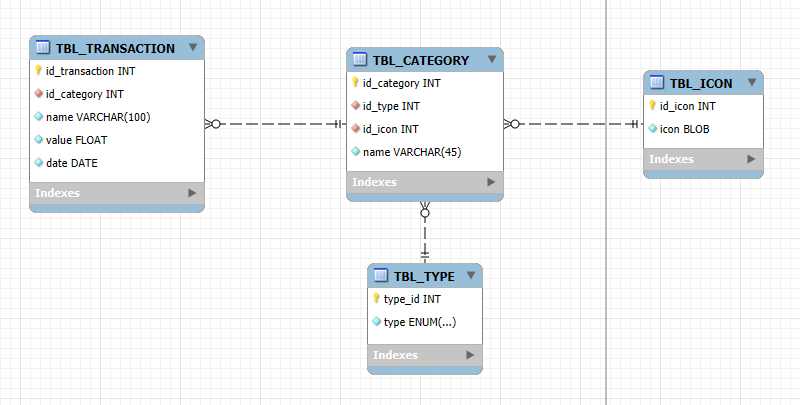 TBL_TRANSACTION
id_transaction INT
id_category INT
name VARCHAR(100)
value FLOAT
date DATE
Indexes
TBL_CATEGORY
id_category INT
id_type INT
id_icon INT
name VARCHAR(45)
Indexes
TBL_ICON
id_icon INT
icon BLOB
Indexes
TBL_TYPE
type_id INT
type ENUM(...)
Indexes